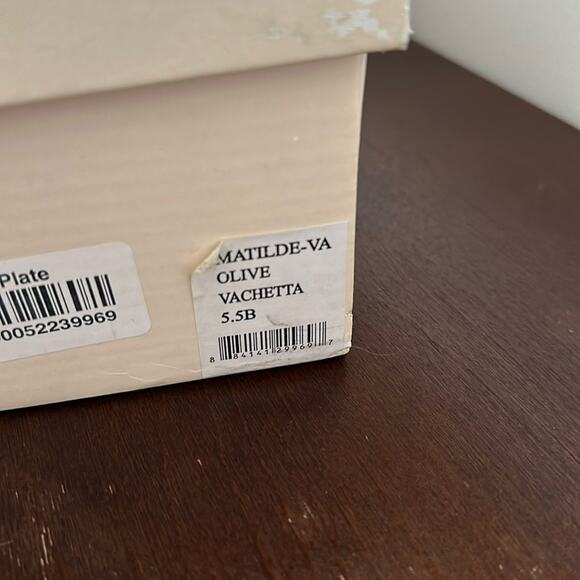 Plate
0052239969
MATILDE-VA
OLIVE
VACHETTA
5.5B
8 84141 29969 7